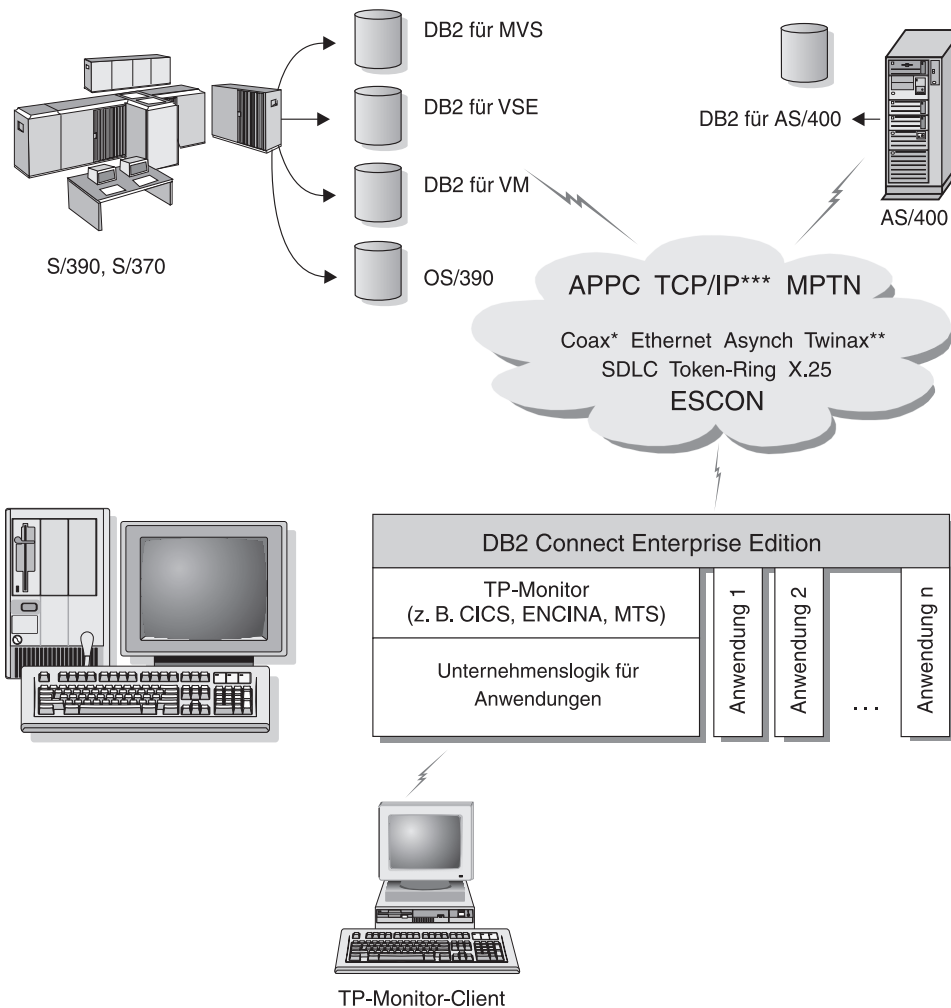 DB2 für MVS
DB2 für VSE
DB2 für VM
OS/390
S/390, S/370
DB2 für AS/400
AS/400
APPC TCP/IP*** MPTN
Coax* Ethernet Asynch Twinax**
SDLC Token-Ring X.25
ESCON
DB2 Connect Enterprise Edition
TP-Monitor
(z. B. CICS, ENCINA, MTS)
Unternehmenslogik für
Anwendungen
Anwendung 1
Anwendung 2
...
Anwendung n
TP-Monitor-Client